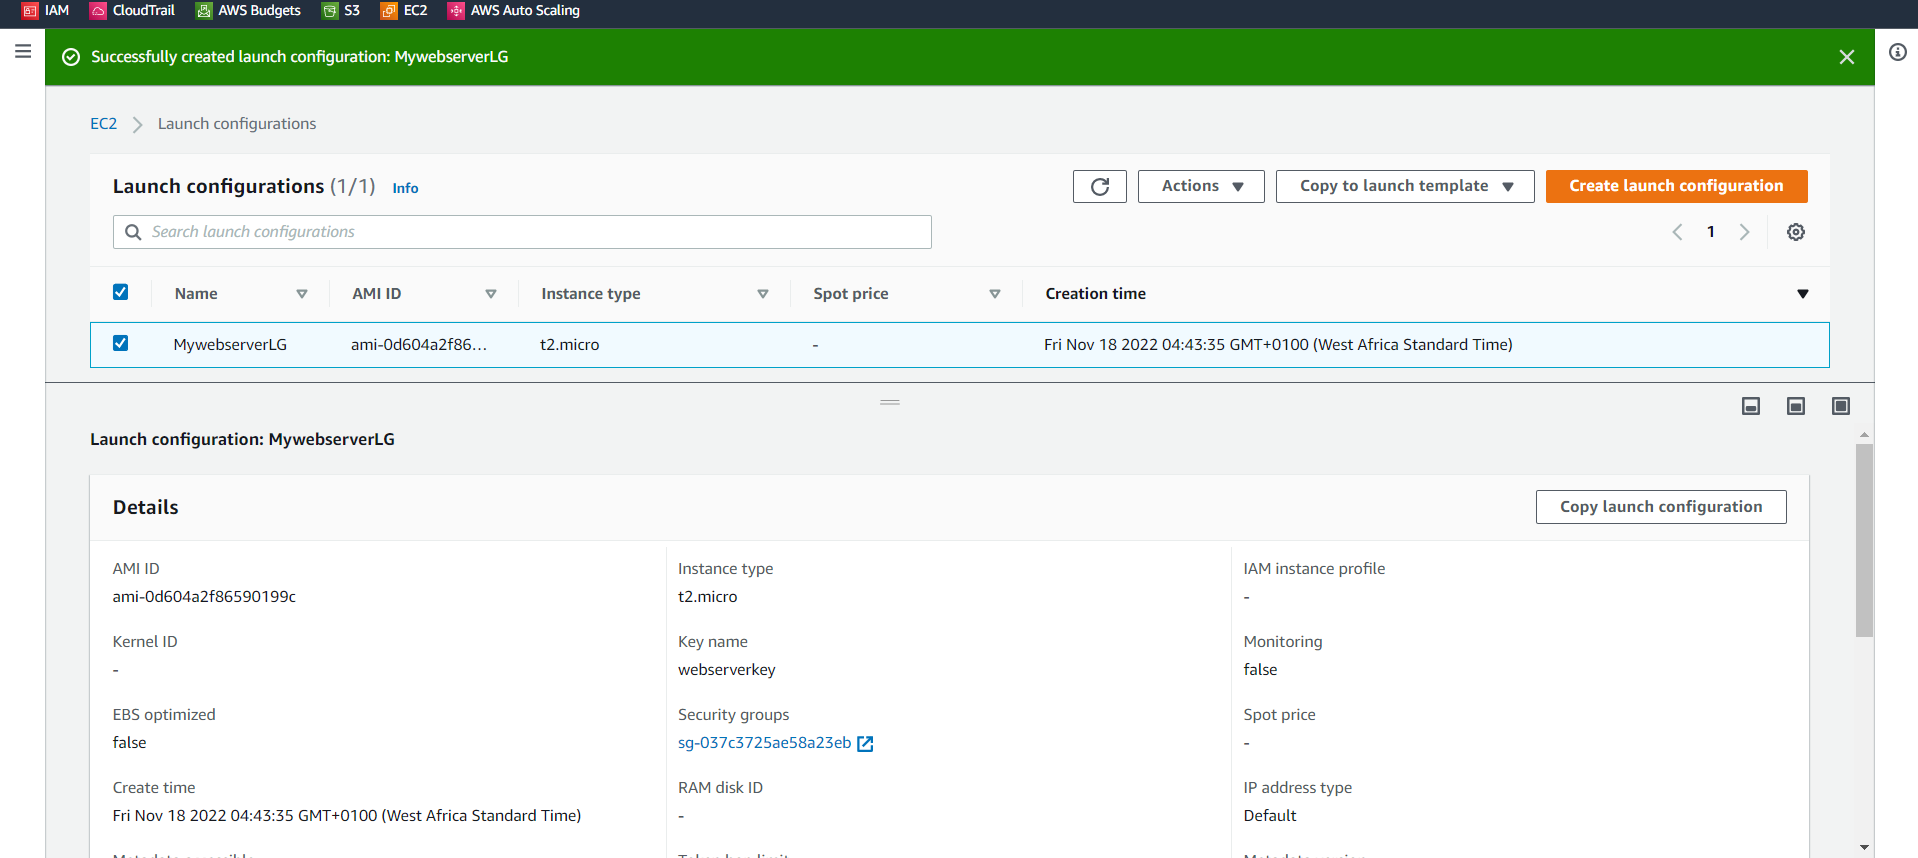 IAM CloudTrail AWS Budgets S3 EC2 AWS Auto Scaling
Successfully created launch configuration: MywebserverLG
EC2 Launch configurations
Launch configurations (1/1) Info Actions Copy to launch template Create launch configuration
Search launch configurations 1
Name AMI ID Instance type Spot price Creation time
MywebserverLG ami-0d604a2f86… t2.micro - Fri Nov 18 2022 04:43:35 GMT+0100 (West Africa Standard Time)
Launch configuration: MywebserverLG
Details Copy launch configuration
AMI ID Instance type IAM instance profile
ami-0d604a2f86590199c t2.micro -
Kernel ID Key name Monitoring
- webserverkey false
EBS optimized Security groups Spot price
false sg-037c3725ae58a23eb -
Create time RAM disk ID IP address type
Fri Nov 18 2022 04:43:35 GMT+0100 (West Africa Standard Time) - Default